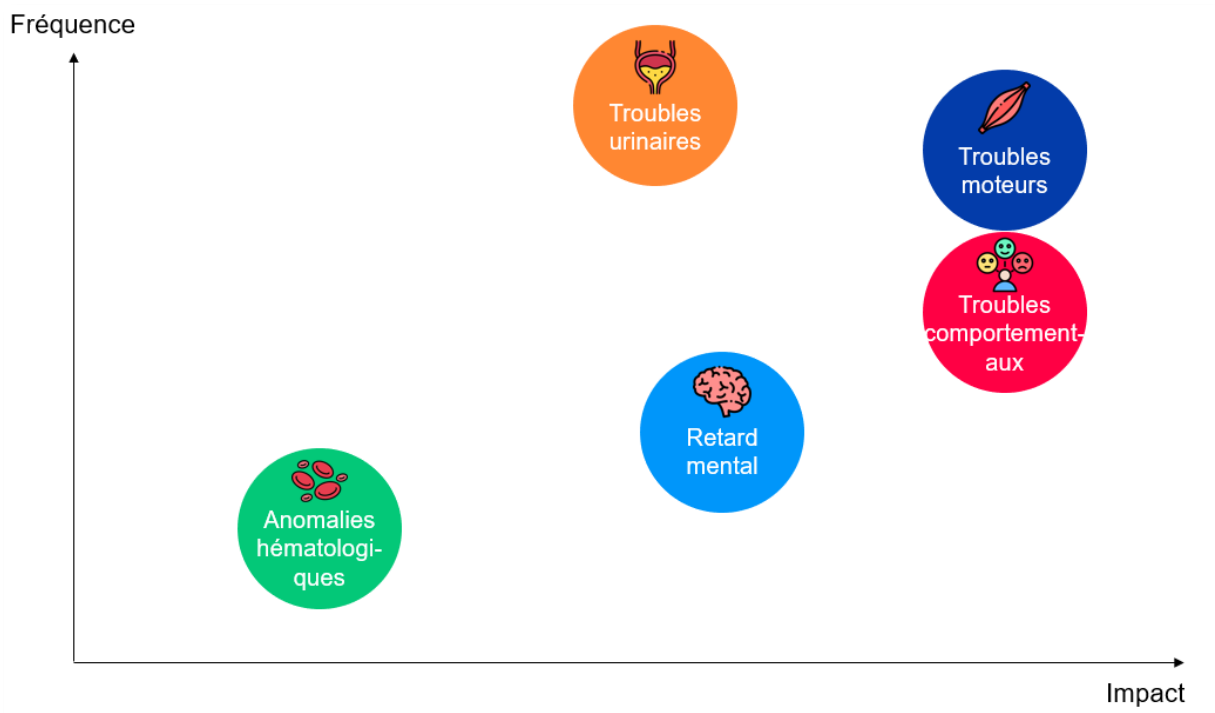 Fréquence
Troubles
urinaires
Troubles
moteurs
Troubles
comportement-
aux
Retard
mental
Anomalies
hématologi-
ques
Impact